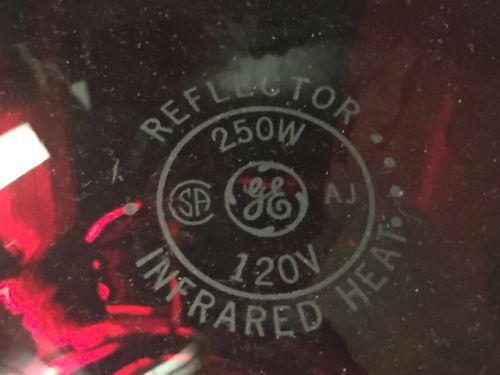 REFLECTOR
250W
SA GE AJ
120V
INFRARED HEAT